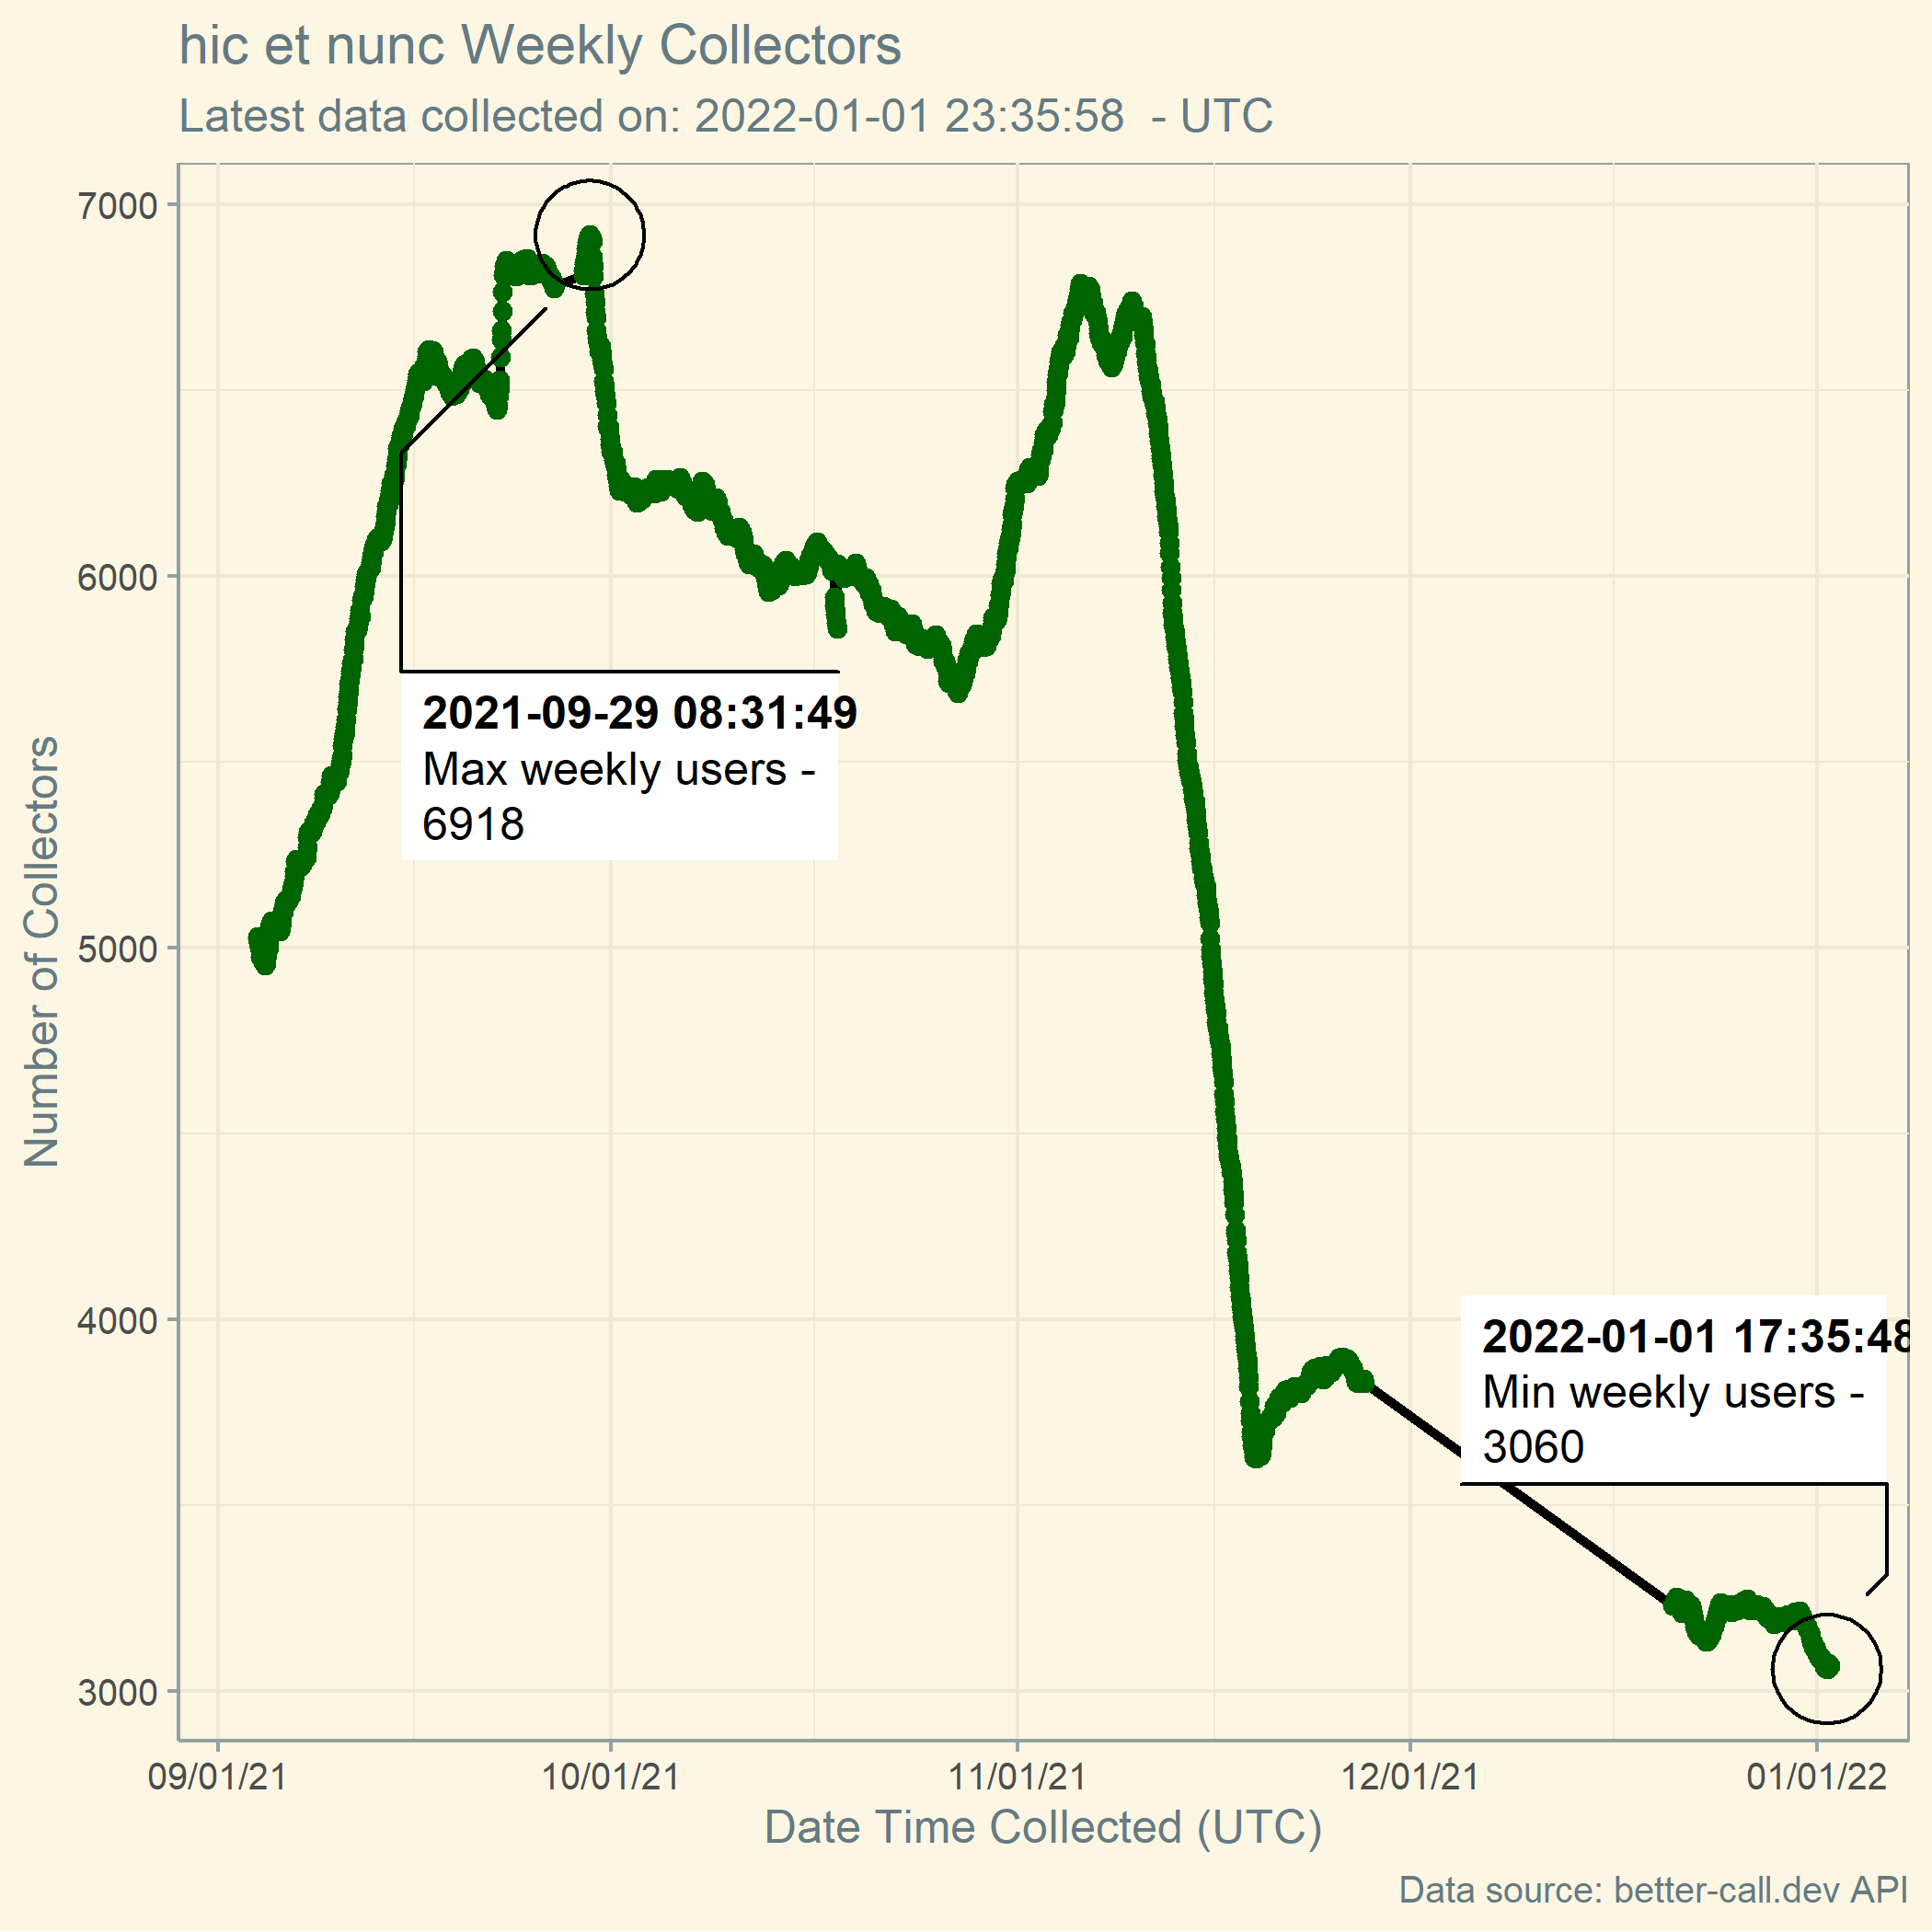 hic et nunc Weekly Collectors
Latest data collected on: 2022-01-01 23:35:58  - UTC
Number of Collectors
7000
6000
5000
4000
3000
2021-09-29 08:31:49
Max weekly users -
6918
2022-01-01 17:35:48
Min weekly users -
3060
09/01/21
10/01/21
11/01/21
12/01/21
01/01/22
Date Time Collected (UTC)
Data source: better-call.dev API